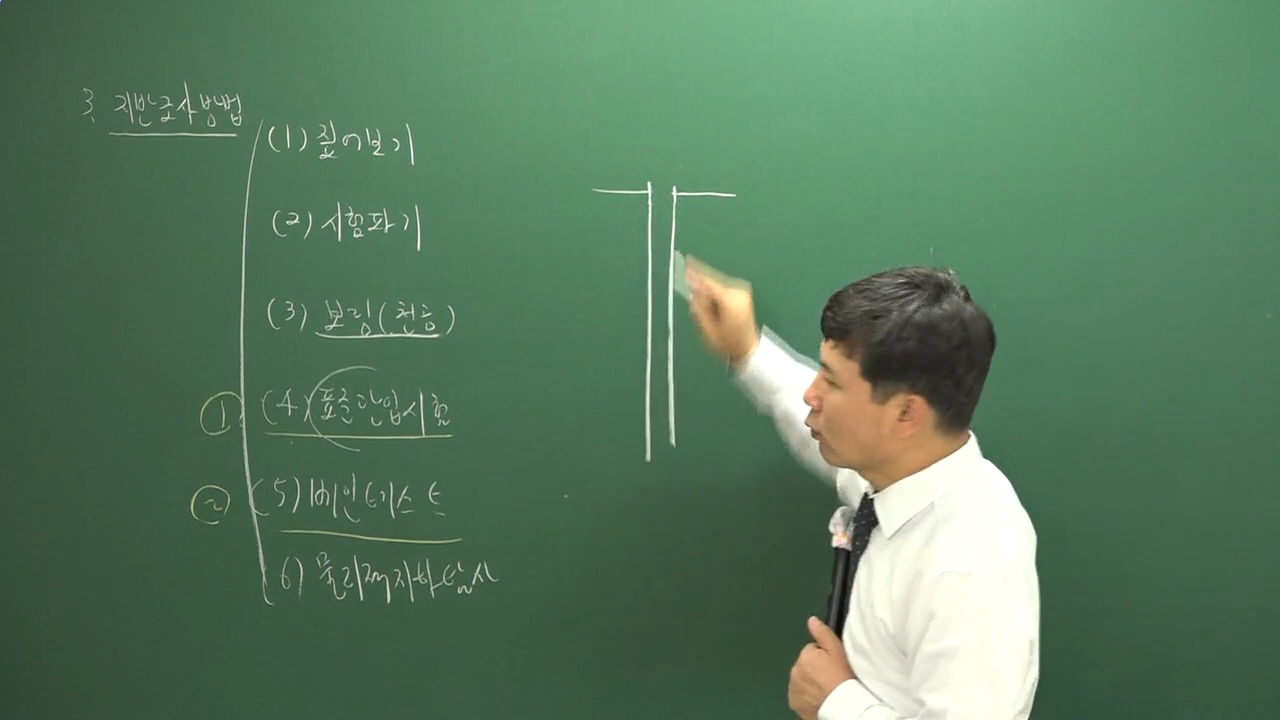 3. 지반조사방법
(1) 짚어보기
(2) 시험파기
(3) 보링(천공)
① (4) 표준관입시험
② (5) 베인테스트
(6) 물리적지하탐사